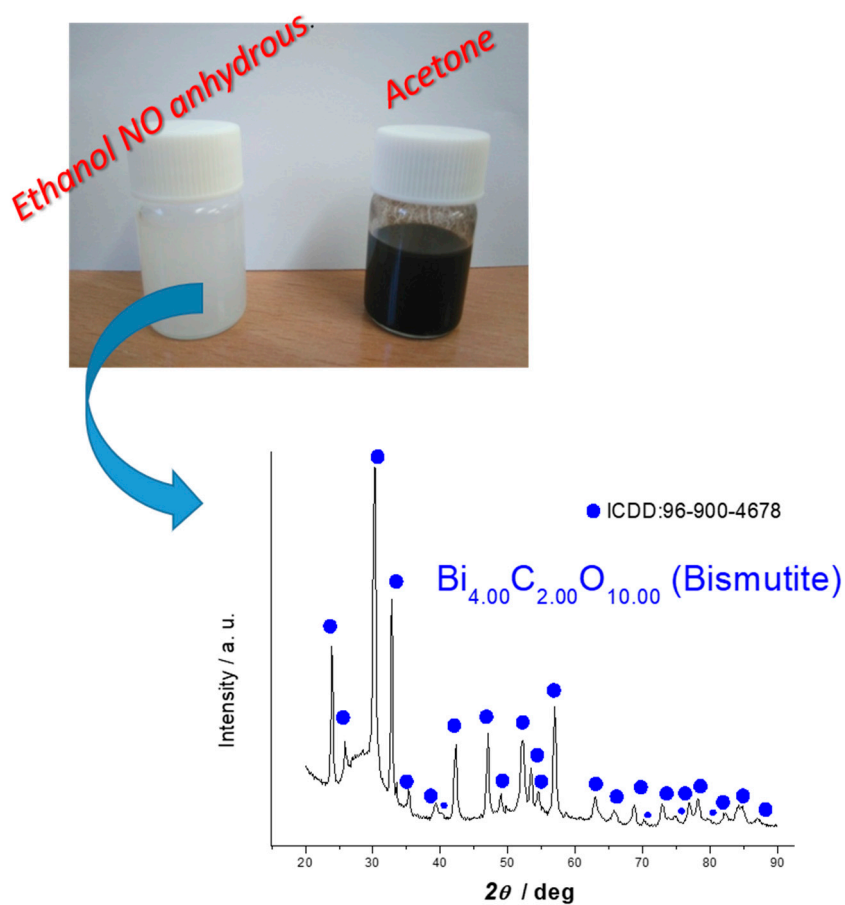 Ethanol NO anhydrous.
Acetone
ICDD:96-900-4678
Bi4.00C2.00O10.00 (Bismutite)
Intensity / a. u.
20 30 40 50 60 70 80 90
2θ / deg